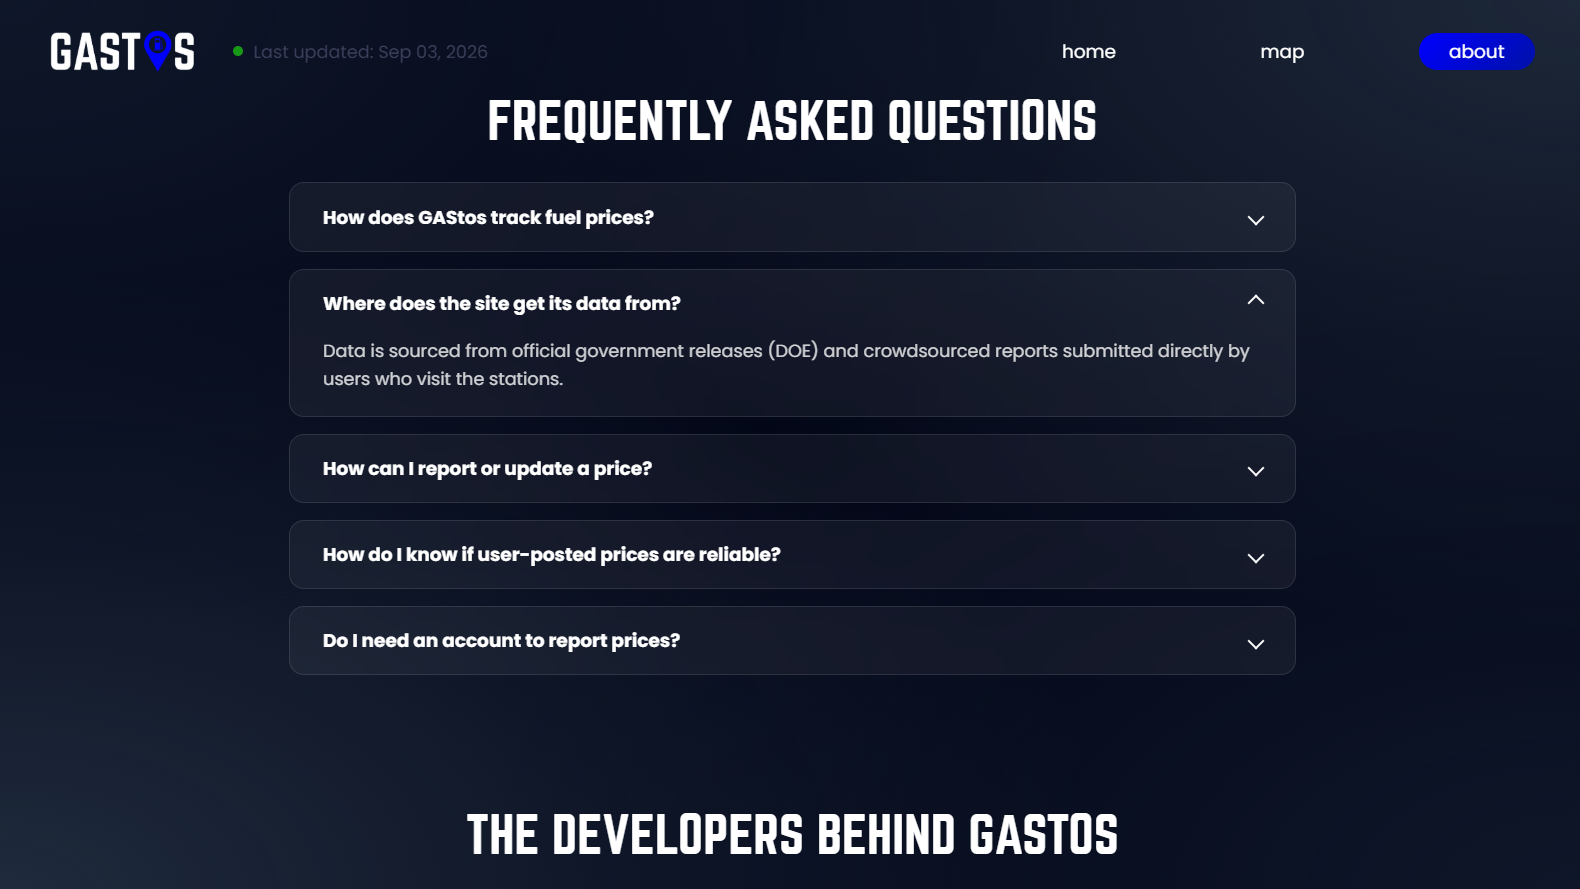 GASTOS
Last updated: Sep 03, 2026
home
map
about
FREQUENTLY ASKED QUESTIONS
How does GAStos track fuel prices?
Where does the site get its data from?
Data is sourced from official government releases (DOE) and crowdsourced reports submitted directly by
users who visit the stations.
How can I report or update a price?
How do I know if user-posted prices are reliable?
Do I need an account to report prices?
THE DEVELOPERS BEHIND GASTOS